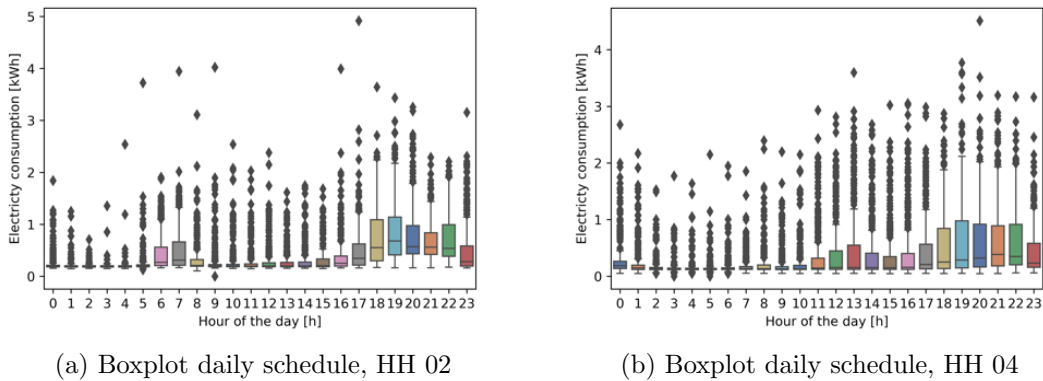 5
4
3
2
1
0
Electricty consumption [kWh]
0 1 2 3 4 5 6 7 8 9 10 11 12 13 14 15 16 17 18 19 20 21 22 23
Hour of the day [h]
(a) Boxplot daily schedule, HH 02
4
3
2
1
0
Electricty consumption [kWh]
0 1 2 3 4 5 6 7 8 9 10 11 12 13 14 15 16 17 18 19 20 21 22 23
Hour of the day [h]
(b) Boxplot daily schedule, HH 04